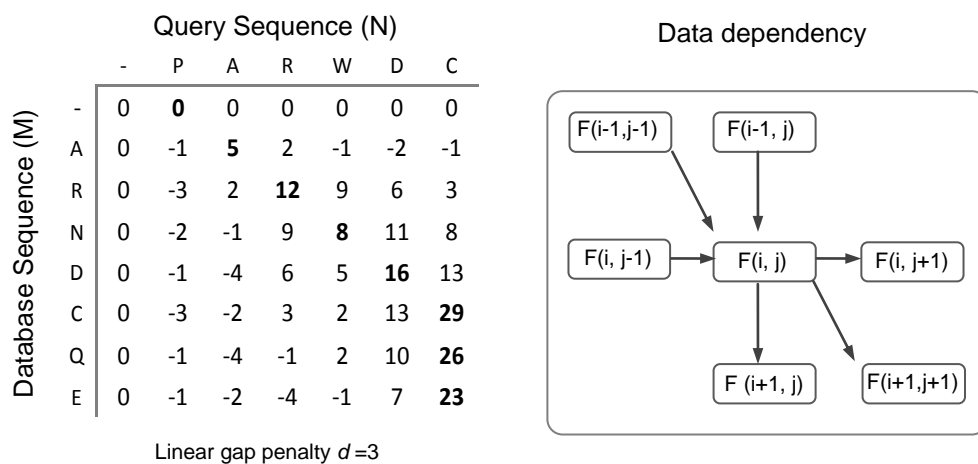 Query Sequence (N)
- P A R W D C
Database Sequence (M)
- 0 0 0 0 0 0 0
A 0 -1 5 2 -1 -2 -1
R 0 -3 2 12 9 6 3
N 0 -2 -1 9 8 11 8
D 0 -1 -4 6 5 16 13
C 0 -3 -2 3 2 13 29
Q 0 -1 -4 -1 2 10 26
E 0 -1 -2 -4 -1 7 23
Linear gap penalty d =3
Data dependency
F(i-1,j-1) F(i-1, j)
F(i, j-1) F(i, j) F(i, j+1)
F (i+1, j) F(i+1,j+1)